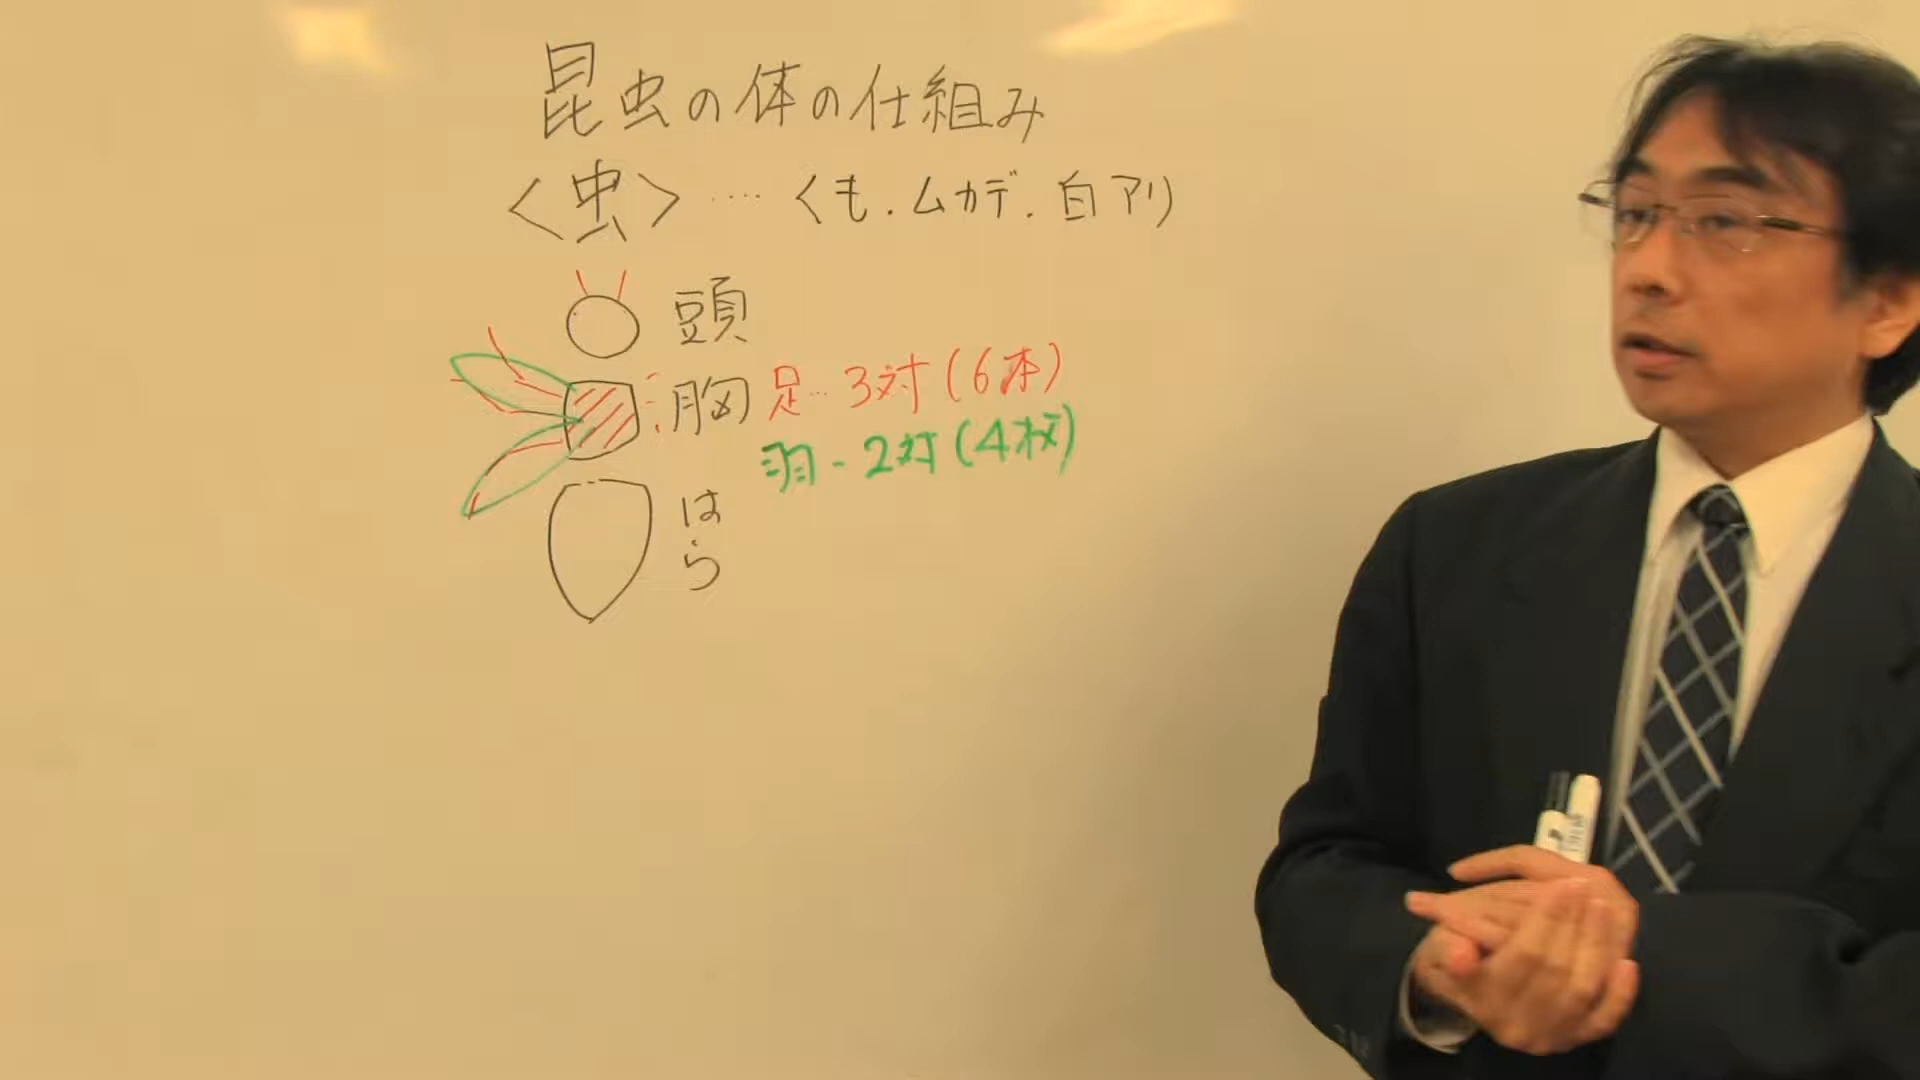 昆虫の体の仕組み
<虫>…. くも.ムカデ.白アリ
頭
胸 足…3対(6本)
羽-2対(4枚)
はら